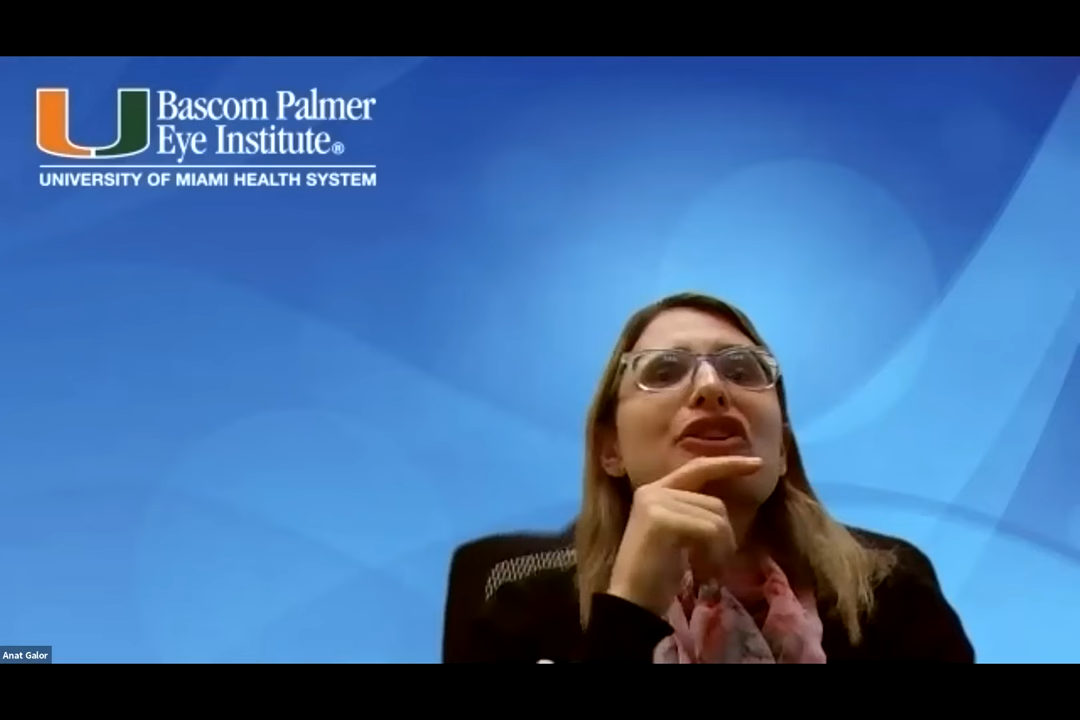 Bascom Palmer
Eye Institute®
UNIVERSITY OF MIAMI HEALTH SYSTEM
Anat Galor